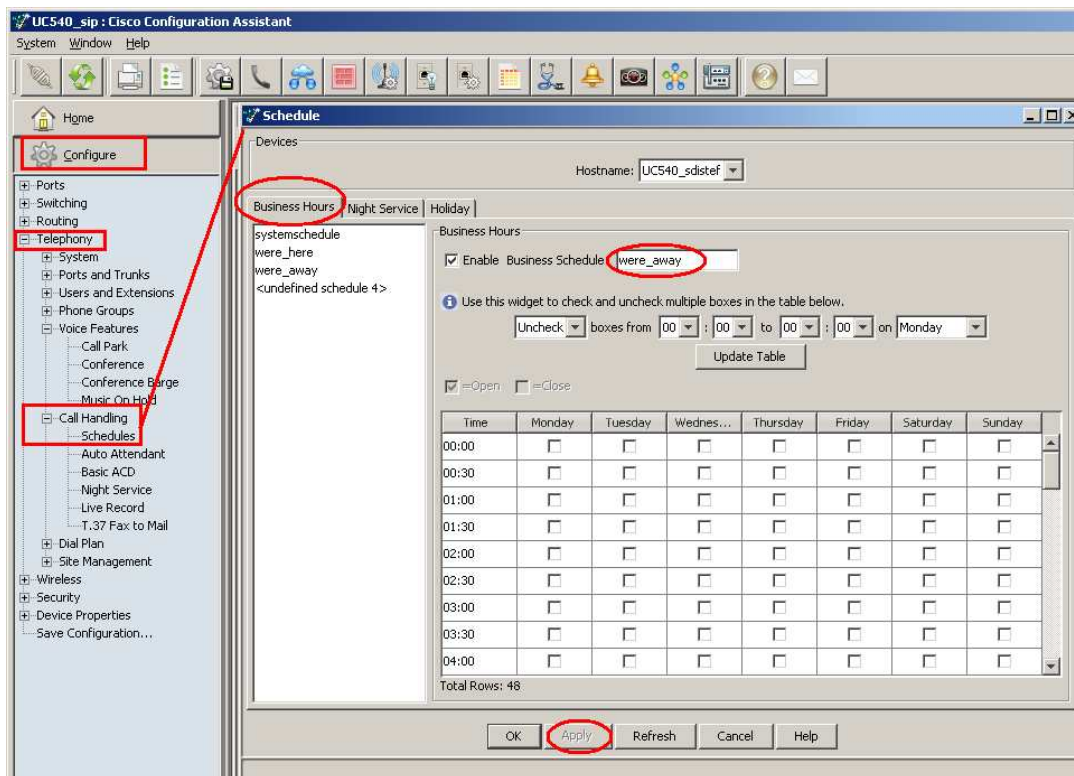 UC540_sip : Cisco Configuration Assistant
System Window Help
Home
Configure
Ports
Switching
Routing
Telephony
System
Ports and Trunks
Users and Extensions
Phone Groups
Voice Features
Call Park
Conference
Conference Barge
Music On Hold
Call Handling
Schedules
Auto Attendant
Basic ACD
Night Service
Live Record
T.37 Fax to Mail
Dial Plan
Site Management
Wireless
Security
Device Properties
Save Configuration...
Schedule
Devices
Hostname: UC540_sdistef
Business Hours Night Service Holiday
systemschedule
were_here
were_away
<undefined schedule 4>
Business Hours
Enable Business Schedule were_away
Use this widget to check and uncheck multiple boxes in the table below.
Uncheck boxes from 00 : 00 to 00 : 00 on Monday
Update Table
=Open =Close
Time Monday Tuesday Wednes... Thursday Friday Saturday Sunday
00:00
00:30
01:00
01:30
02:00
02:30
03:00
03:30
04:00
Total Rows: 48
OK Apply Refresh Cancel Help